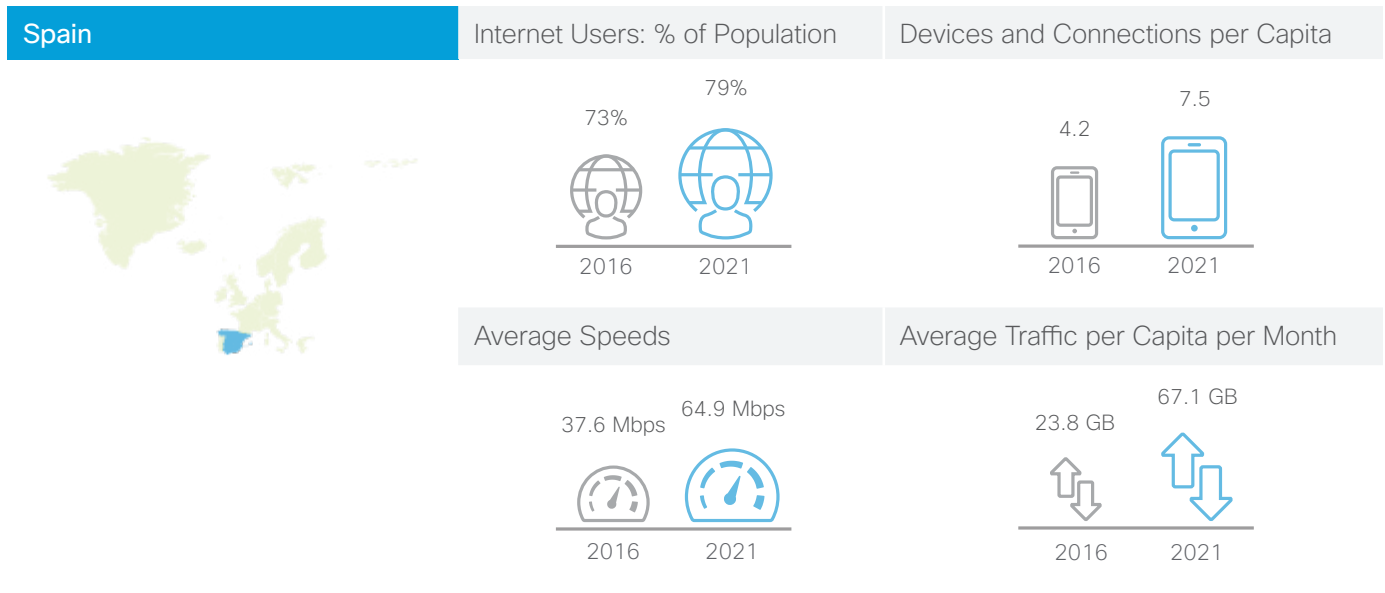 Spain
Internet Users: % of Population
Devices and Connections per Capita
73%
79%
2016
2021
4.2
7.5
2016
2021
Average Speeds
Average Traffic per Capita per Month
37.6 Mbps
64.9 Mbps
2016
2021
23.8 GB
67.1 GB
2016
2021